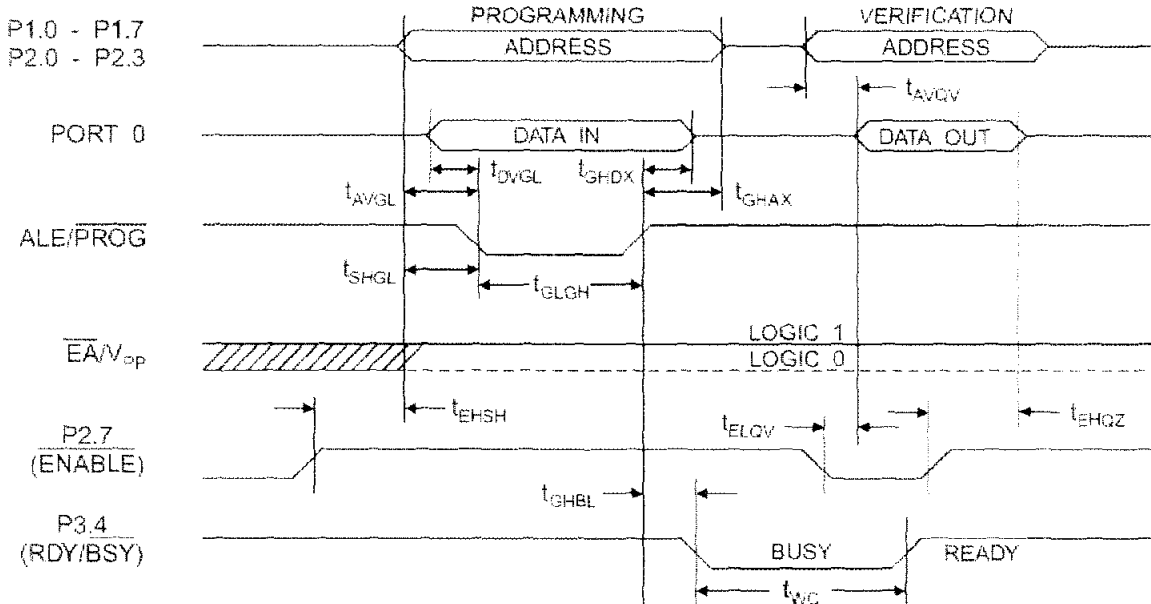 PROGRAMMING
VERIFICATION
P1.0 - P1.7
P2.0 - P2.3
ADDRESS
ADDRESS
tAVQV
PORT 0
DATA IN
DATA OUT
tDVGL
tGHDX
tAVGL
tGHAX
ALE/PROG
tSHGL
tGLGH
LOGIC 1
EA/Vpp
LOGIC 0
tEHSH
tELQV
tEHQZ
P2.7
(ENABLE)
tGHBL
P3.4
(RDY/BSY)
BUSY
READY
tWC